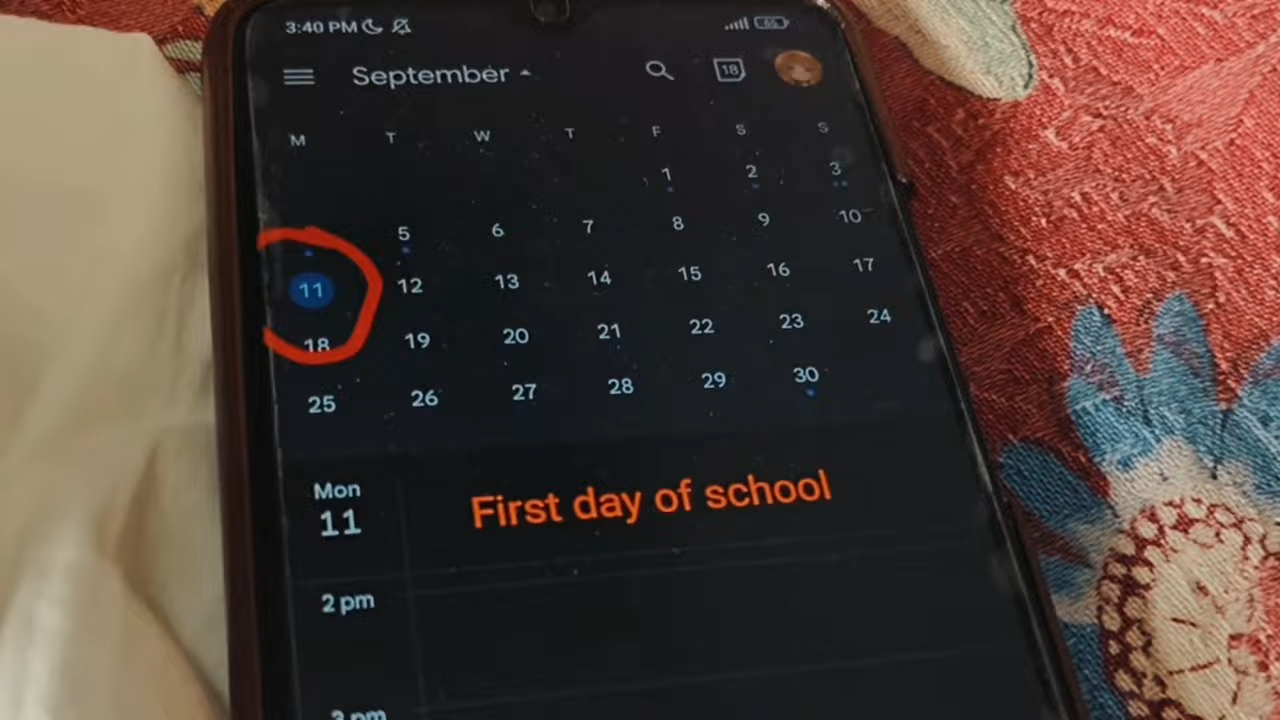 3:40 PM 65
September 18
M T W T F S S
1 2 3
5 6 7 8 9 10
11 12 13 14 15 16 17
18 19 20 21 22 23 24
25 26 27 28 29 30
Mon
11 First day of school
2 pm
3 pm